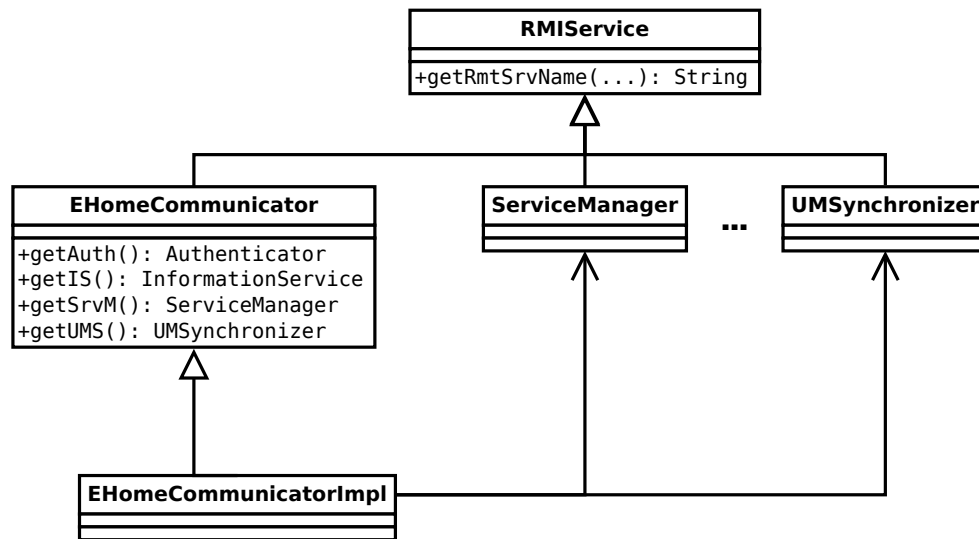 RMIService
+getRmtSrvName(...): String
EHomeCommunicator
+getAuth(): Authenticator
+getIS(): InformationService
+getSrvM(): ServiceManager
+getUMS(): UMSynchronizer
ServiceManager
...
UMSynchronizer
EHomeCommunicatorImpl